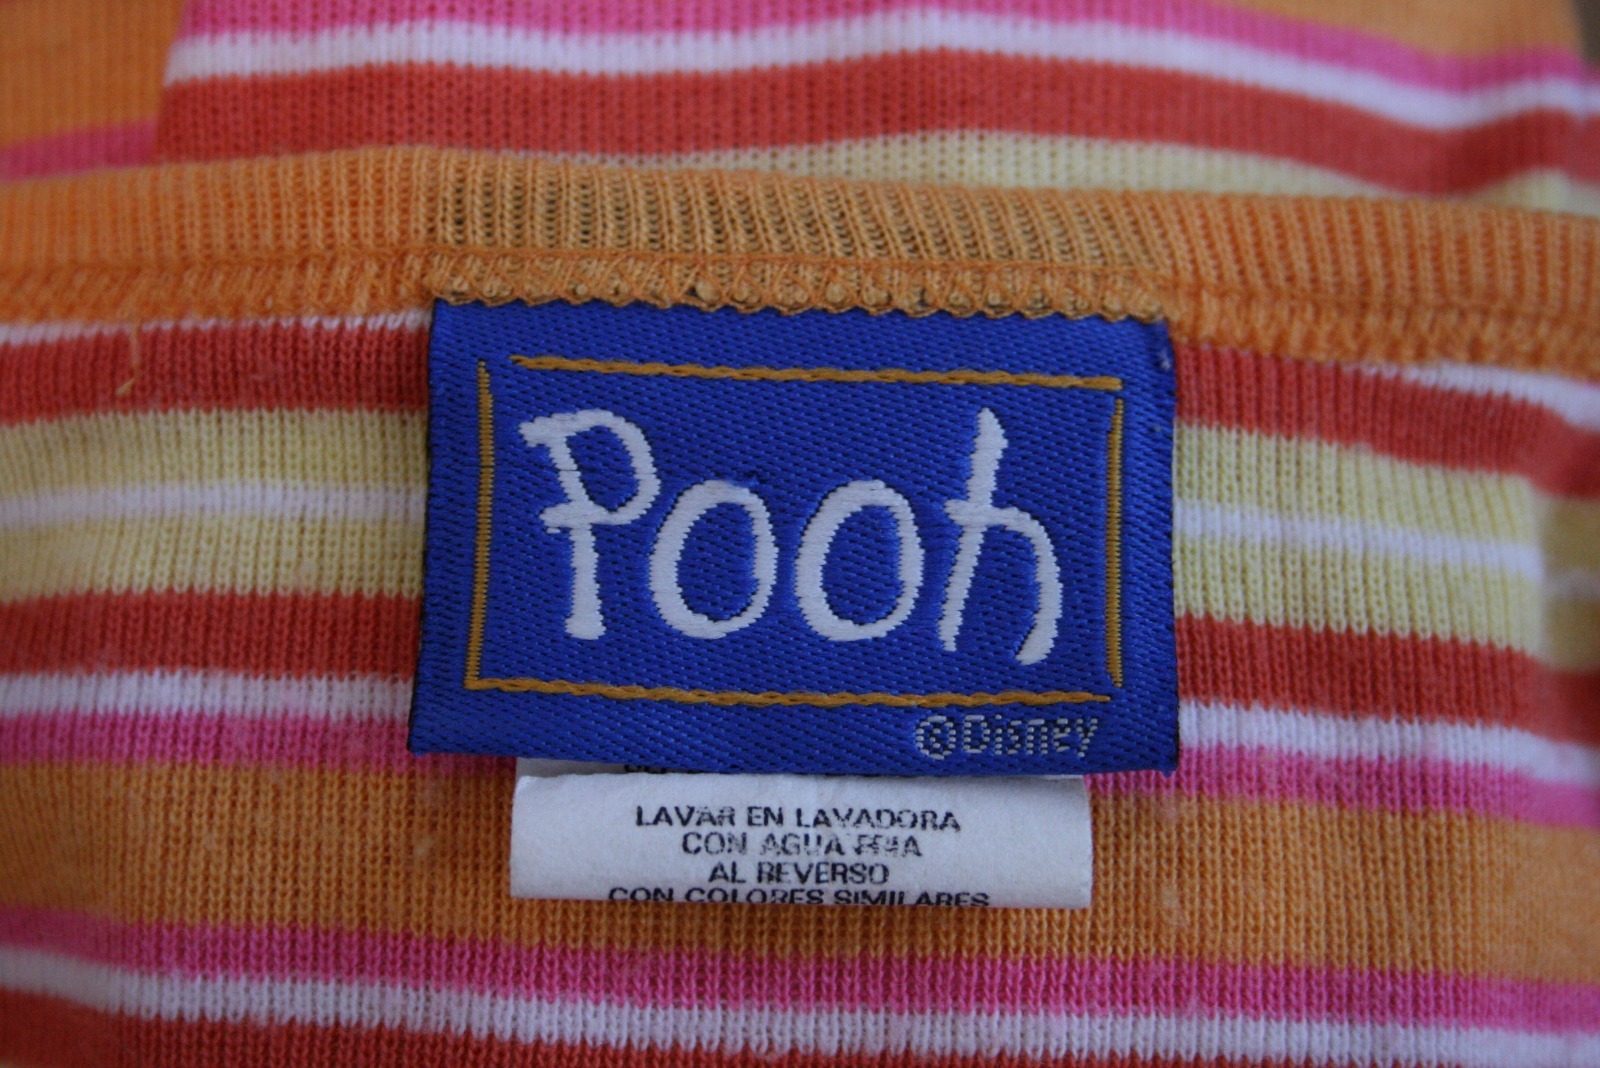 Pooh
©Disney
LAVAR EN LAVADORA
CON AGUA FRIA
AL REVERSO
CON COLORES SIMILARES